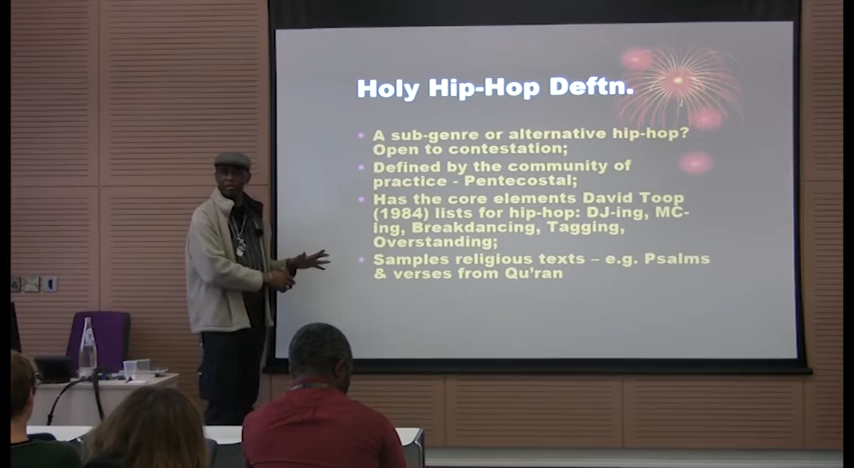 Holy Hip-Hop Deftn.
A sub-genre or alternative hip-hop?
Open to contestation;
Defined by the community of
practice - Pentecostal;
Has the core elements David Toop
(1984) lists for hip-hop: DJ-ing, MC-
ing, Breakdancing, Tagging,
Overstanding;
Samples religious texts – e.g. Psalms
& verses from Qu'ran